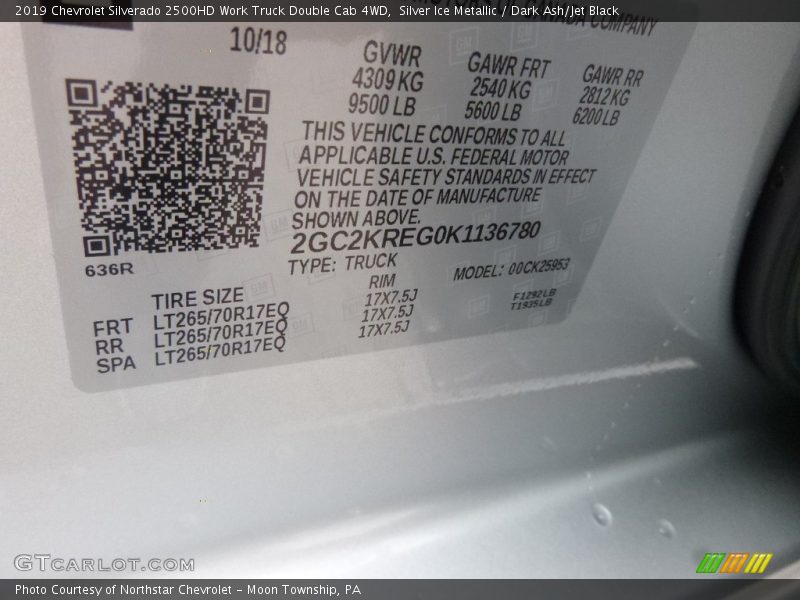 2019 Chevrolet Silverado 2500HD Work Truck Double Cab 4WD, Silver Ice Metallic / Dark Ash/Jet Black
CANADA COMPANY
10/18
GVWR GAWR FRT GAWR RR
4309 KG 2540 KG 2812 KG
9500 LB 5600 LB 6200 LB
THIS VEHICLE CONFORMS TO ALL
APPLICABLE U.S. FEDERAL MOTOR
VEHICLE SAFETY STANDARDS IN EFFECT
ON THE DATE OF MANUFACTURE
SHOWN ABOVE.
2GC2KREG0K1136780
636R TYPE: TRUCK MODEL: 00CK25953
TIRE SIZE RIM
FRT LT265/70R17EQ 17X7.5J F1292LB
RR LT265/70R17EQ 17X7.5J T1935LB
SPA LT265/70R17EQ 17X7.5J
GTCARLOT.COM
Photo Courtesy of Northstar Chevrolet - Moon Township, PA